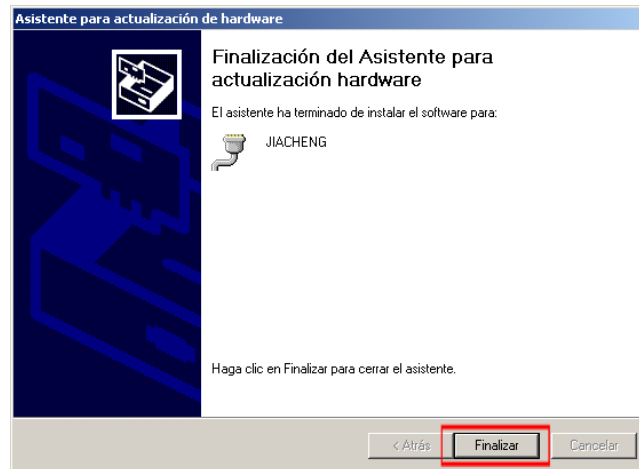 Asistente para actualización de hardware
Finalización del Asistente para
actualización hardware
El asistente ha terminado de instalar el software para:
JIACHENG
Haga clic en Finalizar para cerrar el asistente.
< Atrás Finalizar Cancelar